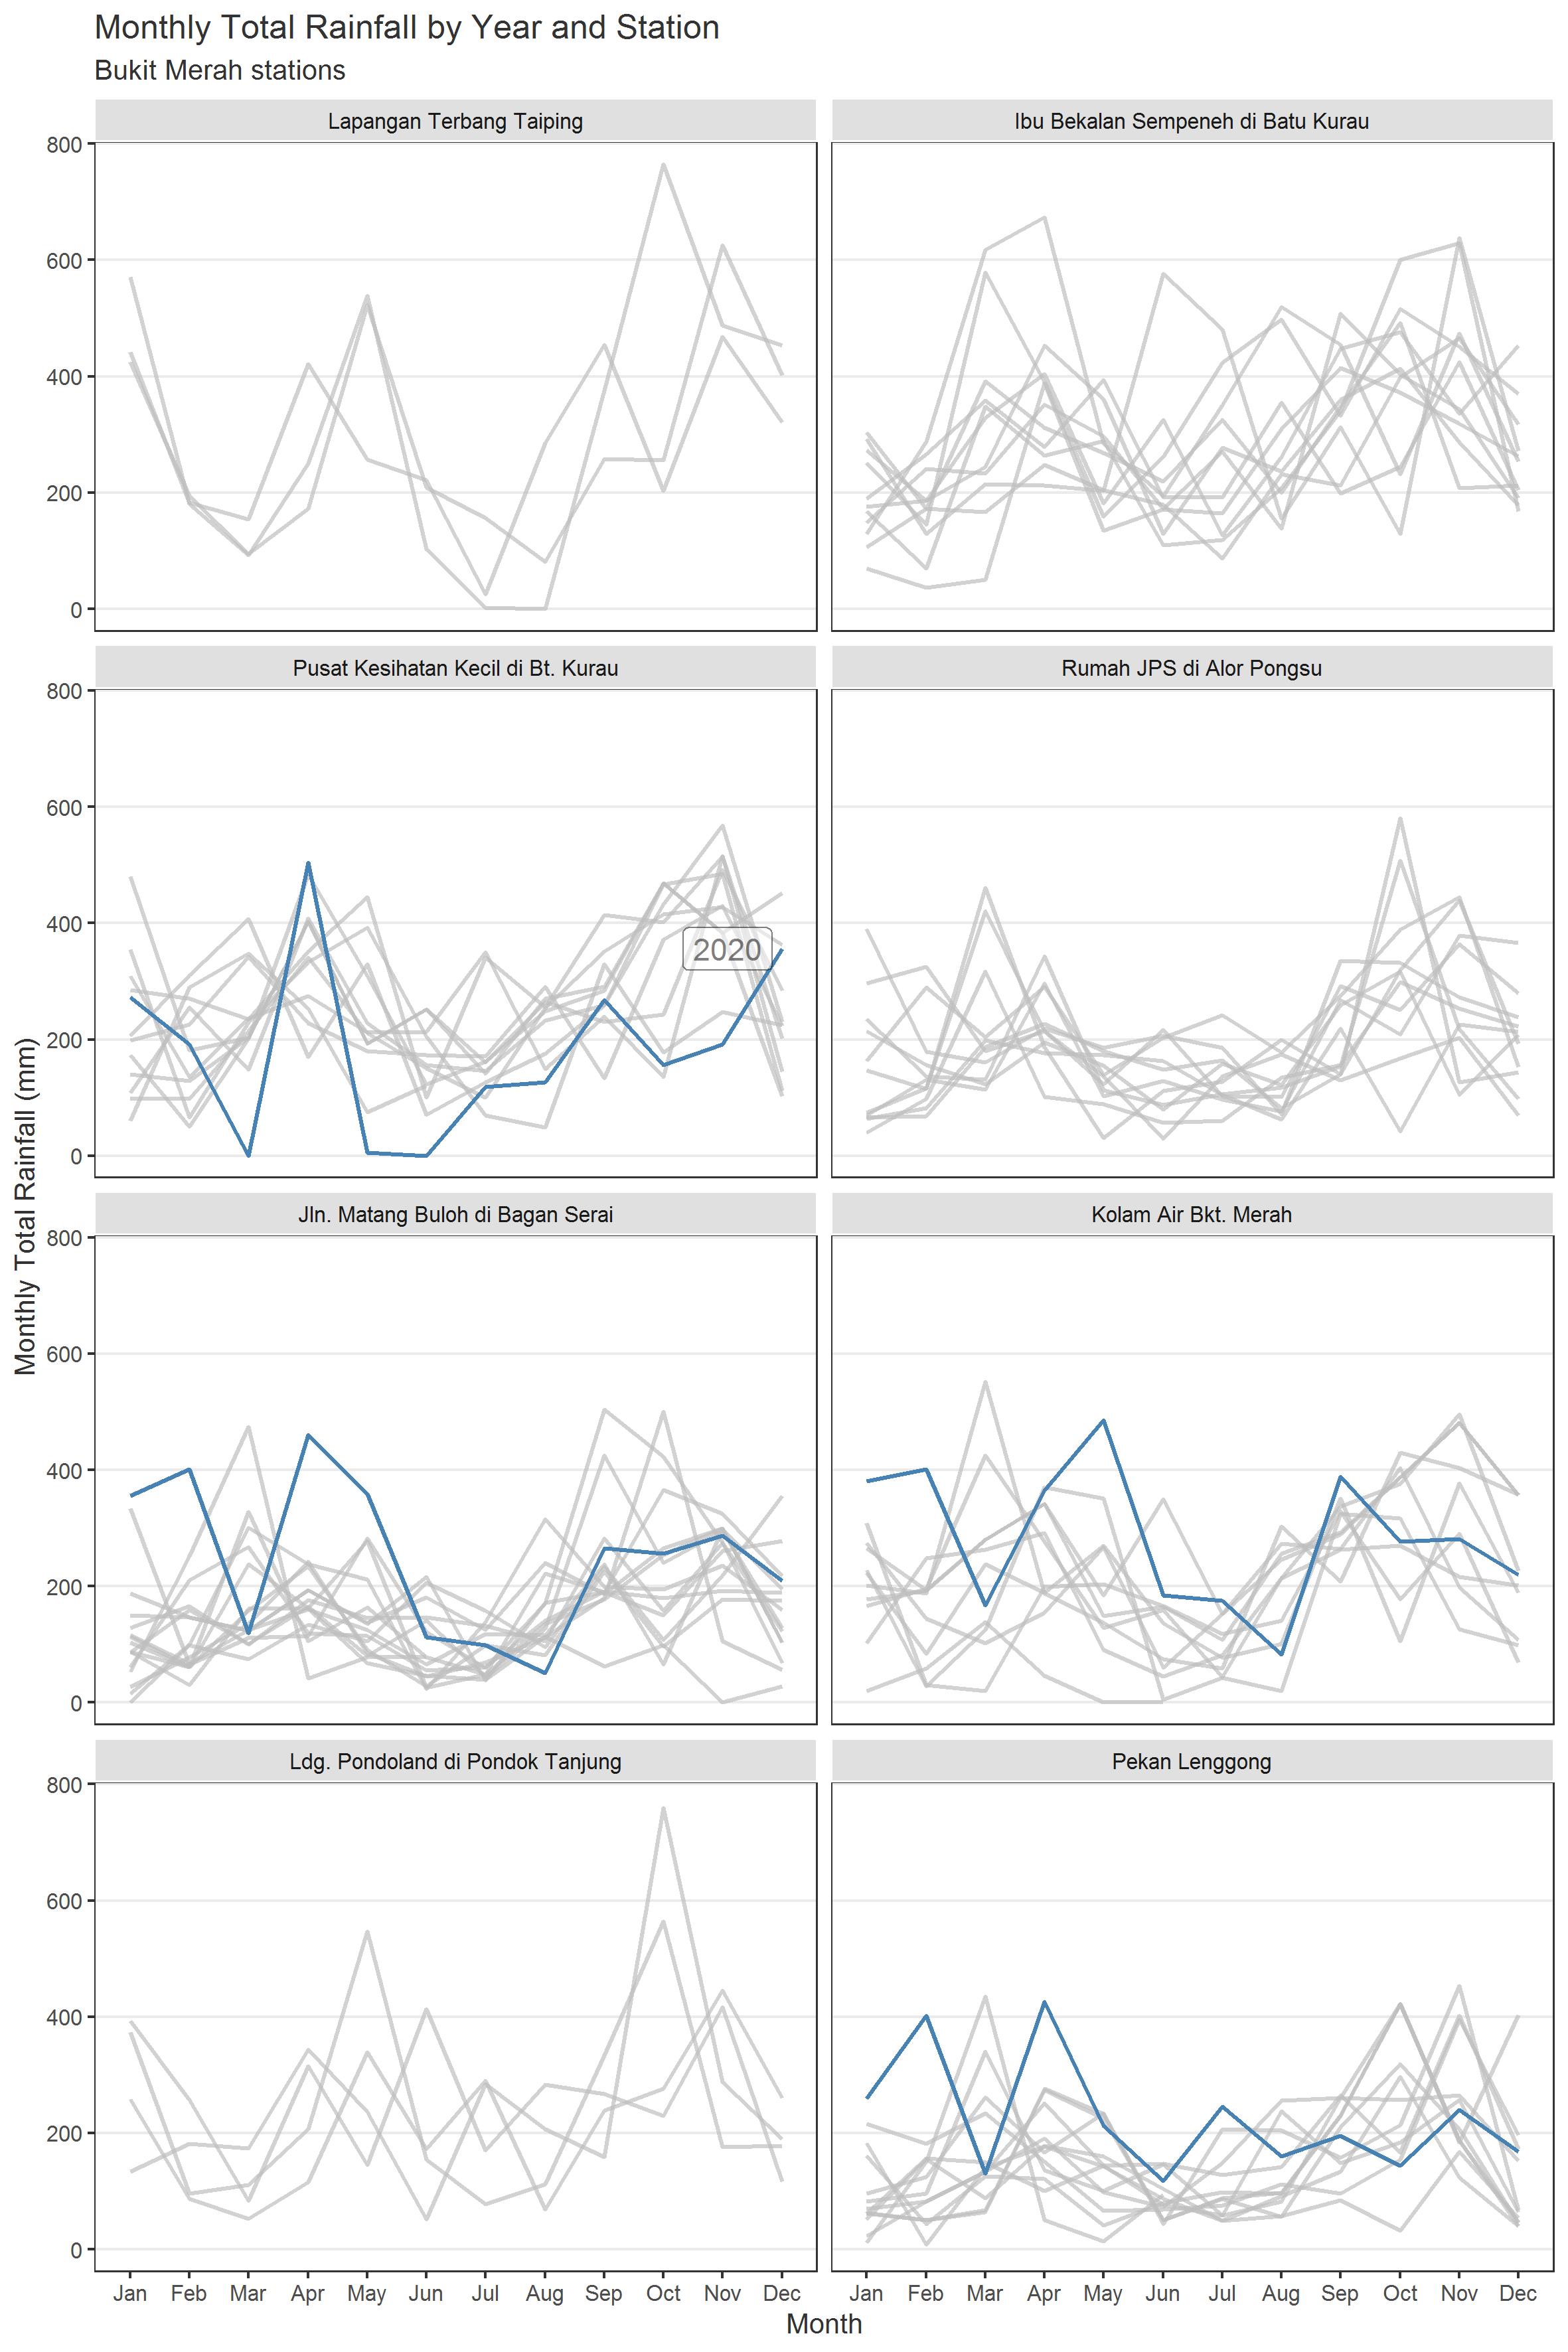 Monthly Total Rainfall by Year and Station
Bukit Merah stations
Lapangan Terbang Taiping
Ibu Bekalan Sempeneh di Batu Kurau
800
600
400
200
0
Pusat Kesihatan Kecil di Bt. Kurau
Rumah JPS di Alor Pongsu
800
600
400
200
0
2020
Monthly Total Rainfall (mm)
Jln. Matang Buloh di Bagan Serai
Kolam Air Bkt. Merah
800
600
400
200
0
Ldg. Pondoland di Pondok Tanjung
Pekan Lenggong
800
600
400
200
0
Jan Feb Mar Apr May Jun Jul Aug Sep Oct Nov Dec
Jan Feb Mar Apr May Jun Jul Aug Sep Oct Nov Dec
Month